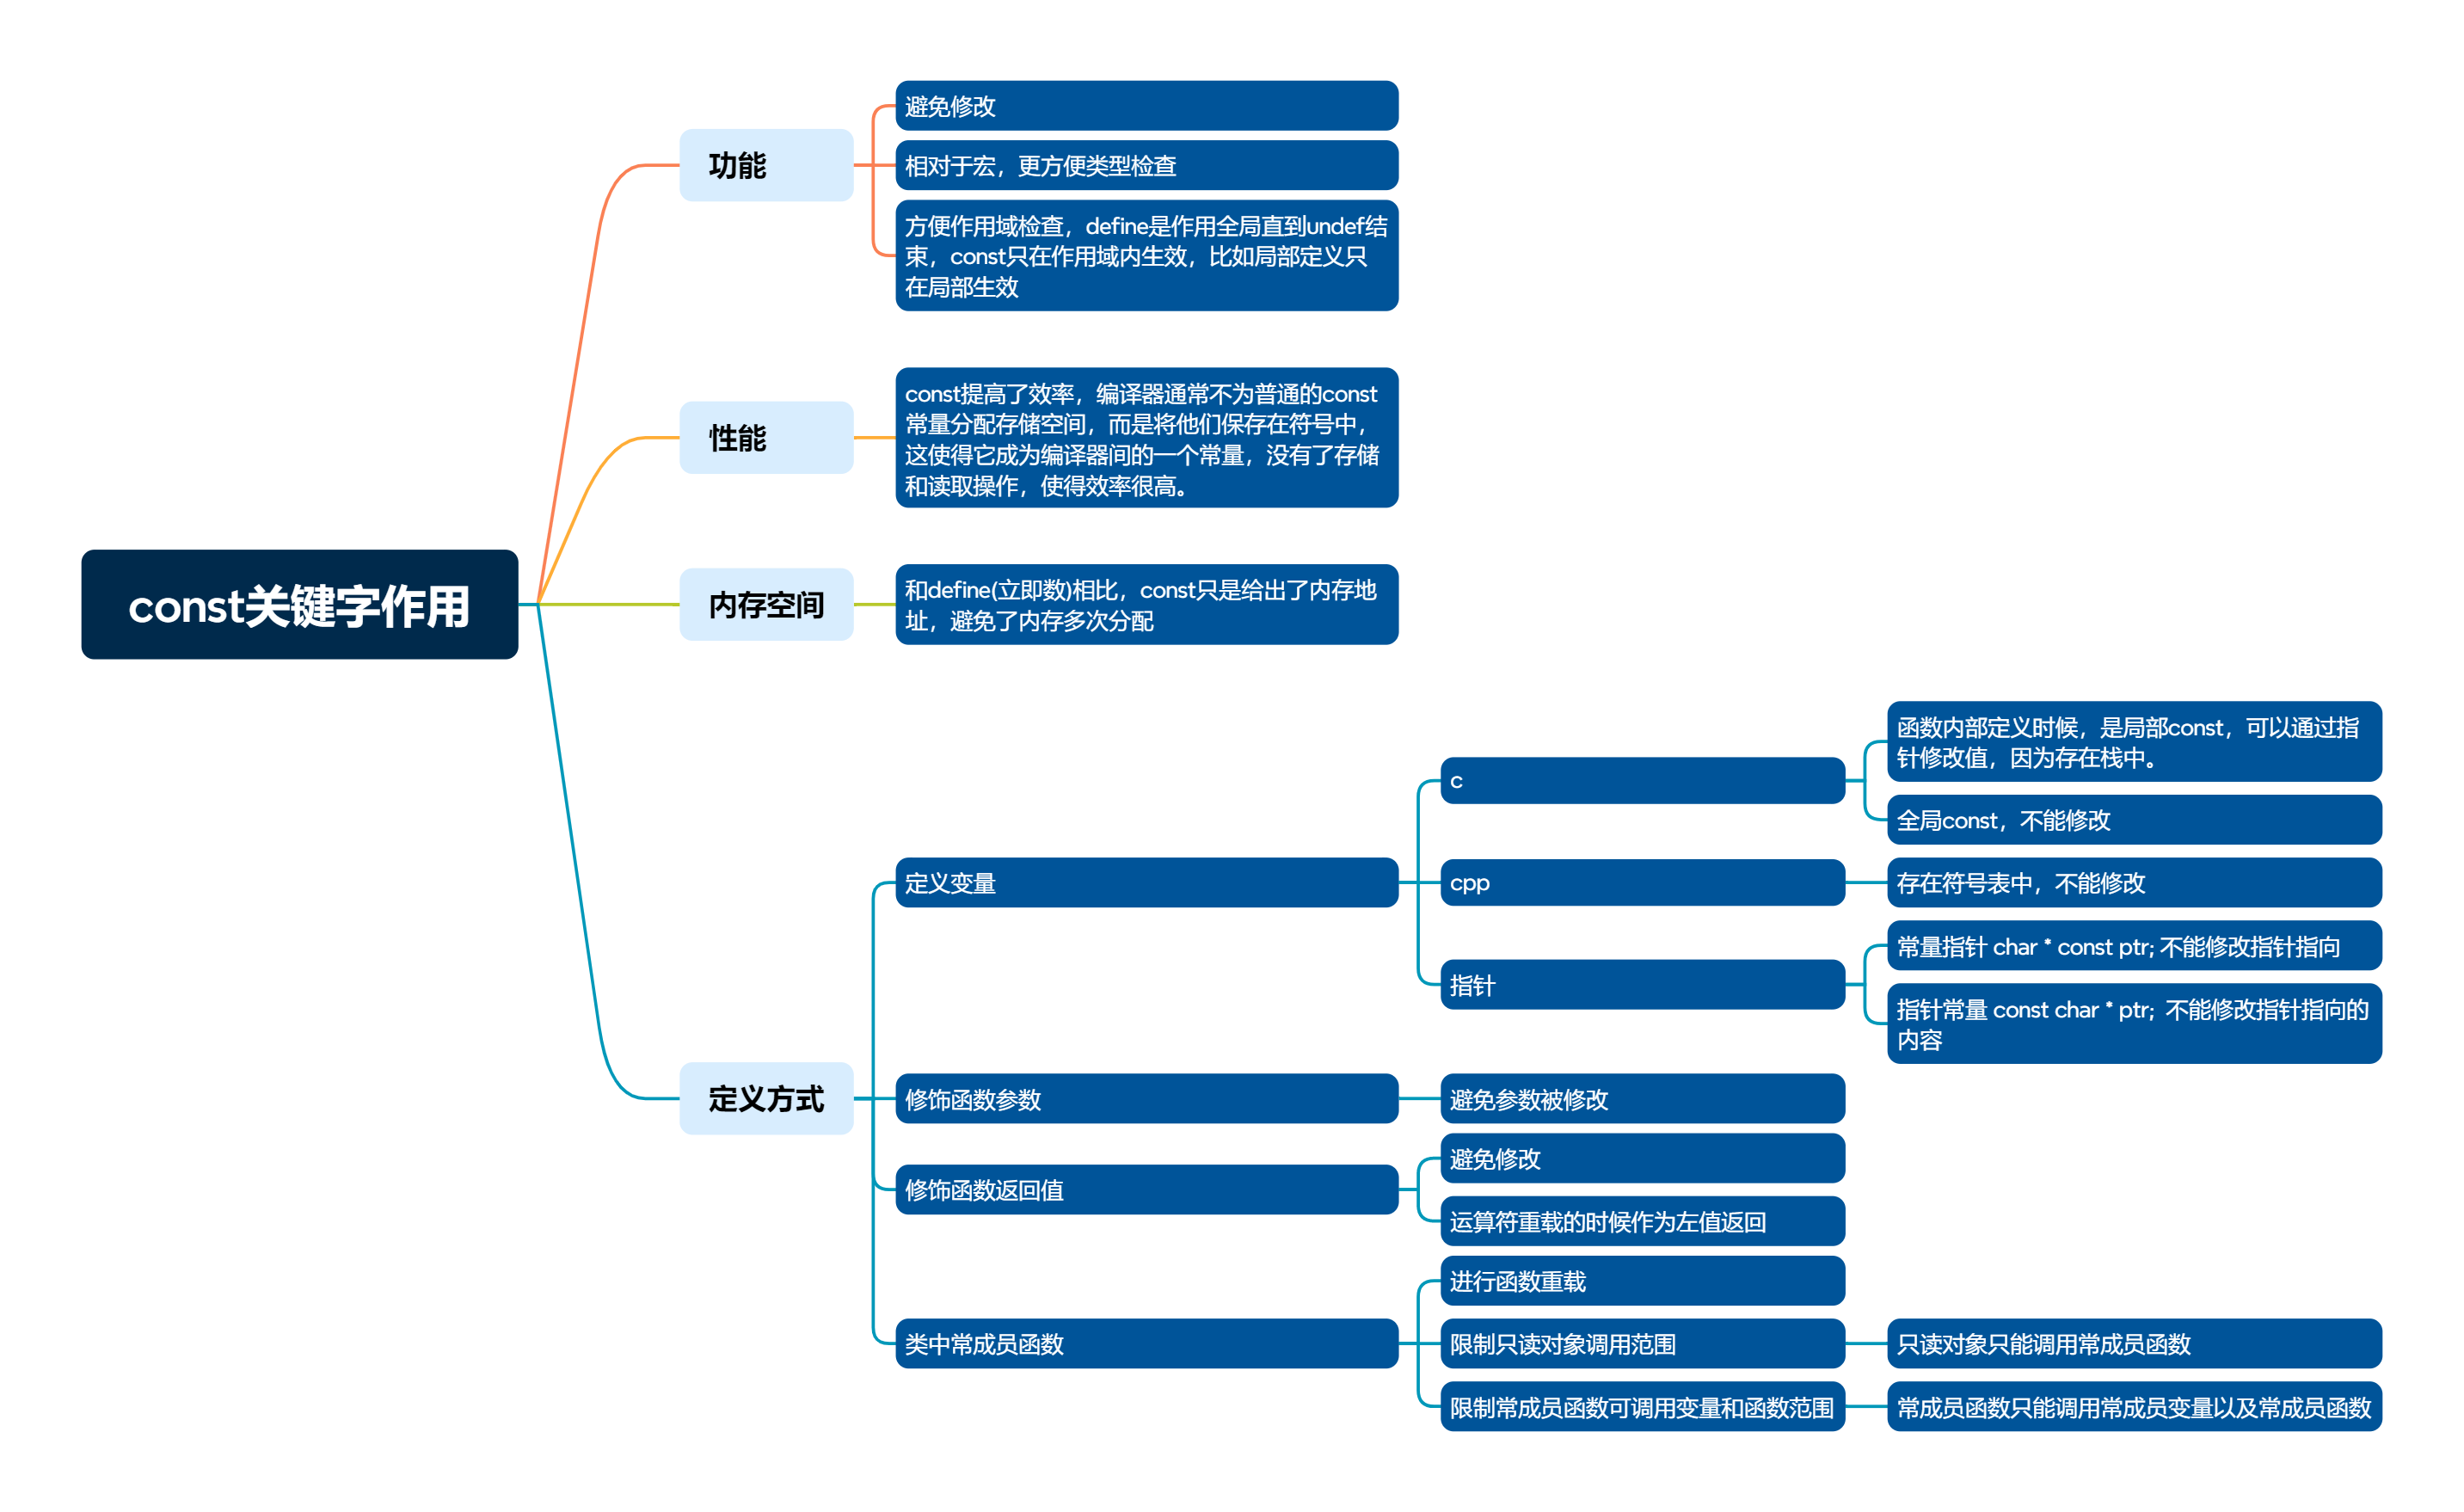 const关键字作用
功能
避免修改
相对于宏，更方便类型检查
方便作用域检查，define是作用全局直到undef结
束，const只在作用域内生效，比如局部定义只
在局部生效
性能
const提高了效率，编译器通常不为普通的const
常量分配存储空间，而是将他们保存在符号中，
这使得它成为编译器间的一个常量，没有了存储
和读取操作，使得效率很高。
内存空间
和define(立即数)相比，const只是给出了内存地
址，避免了内存多次分配
定义方式
定义变量
c
函数内部定义时候，是局部const，可以通过指
针修改值，因为存在栈中。
全局const，不能修改
cpp
存在符号表中，不能修改
指针
常量指针 char * const ptr; 不能修改指针指向
指针常量 const char * ptr; 不能修改指针指向的
内容
修饰函数参数
避免参数被修改
修饰函数返回值
避免修改
运算符重载的时候作为左值返回
类中常成员函数
进行函数重载
限制只读对象调用范围
只读对象只能调用常成员函数
限制常成员函数可调用变量和函数范围
常成员函数只能调用常成员变量以及常成员函数